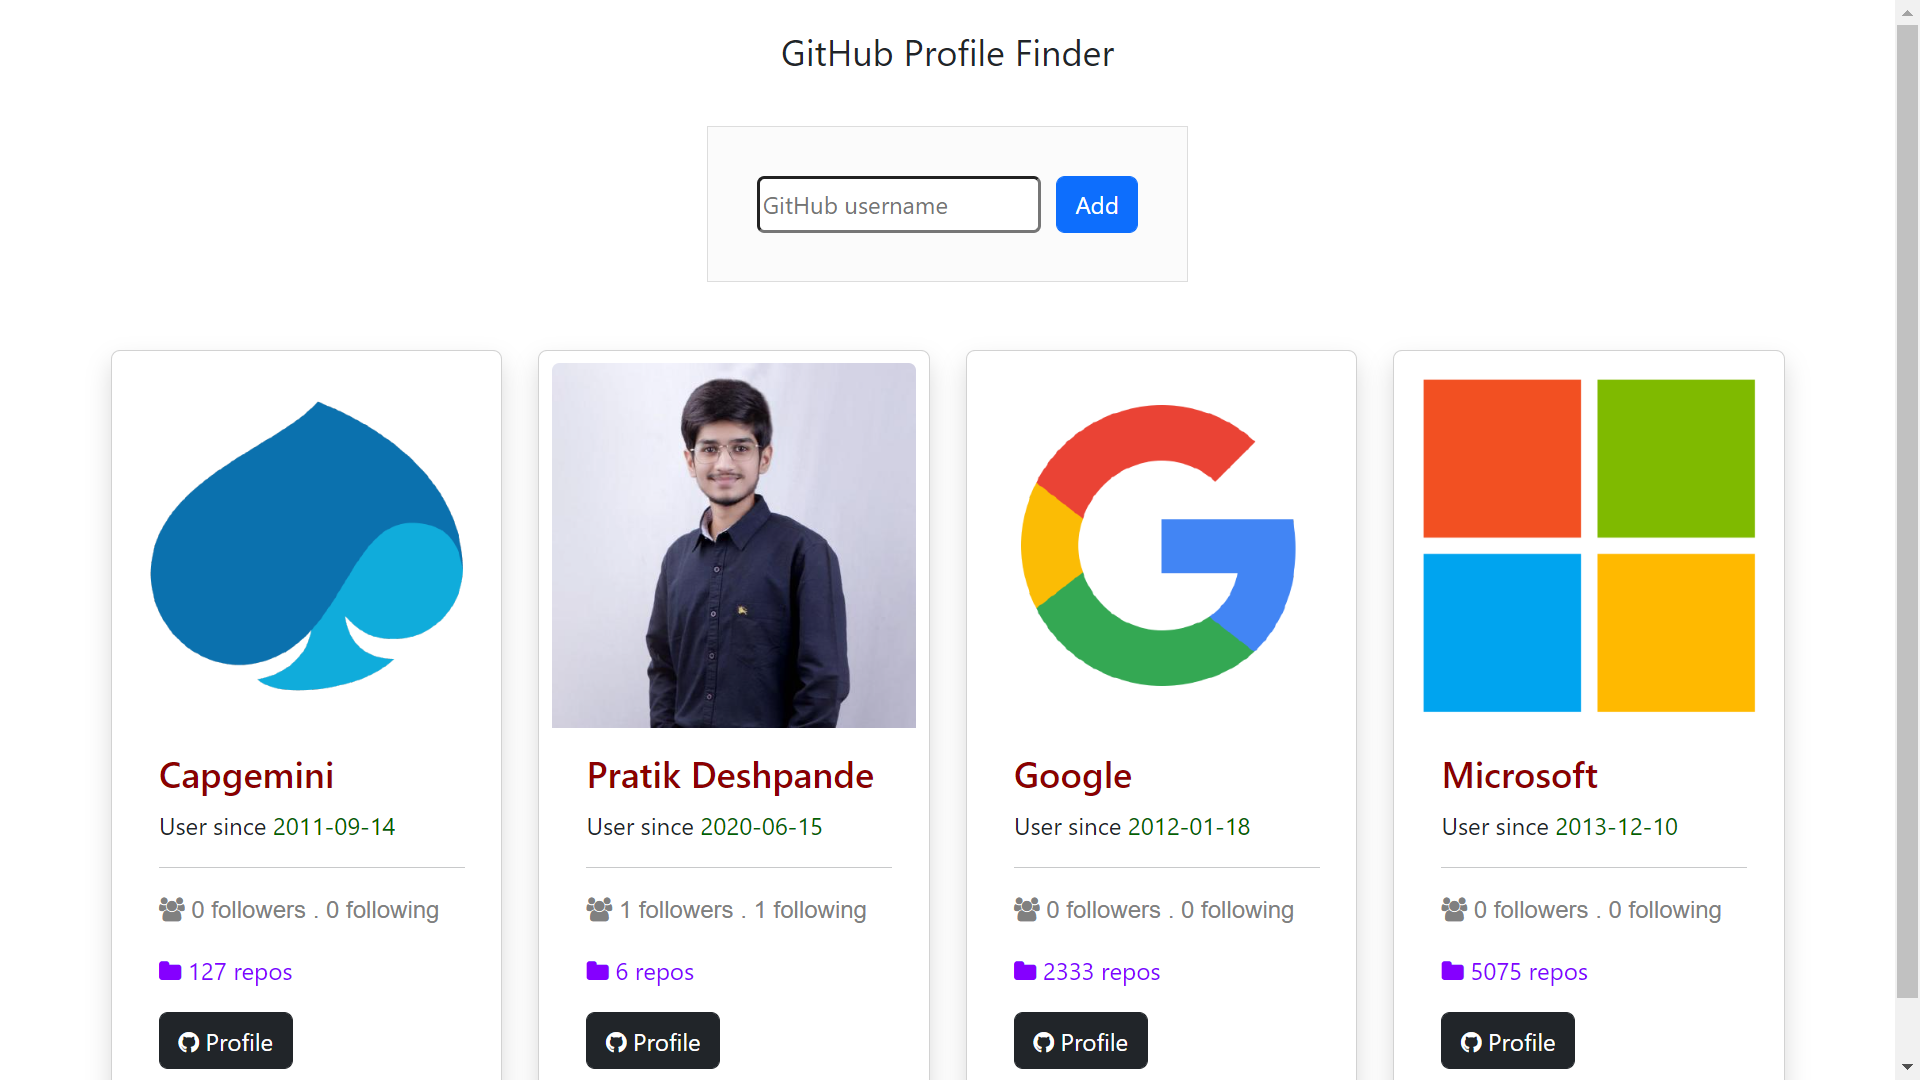 GitHub Profile Finder
GitHub username
Add
Capgemini
User since 2011-09-14
0 followers . 0 following
127 repos
Profile
Pratik Deshpande
User since 2020-06-15
1 followers . 1 following
6 repos
Profile
Google
User since 2012-01-18
0 followers . 0 following
2333 repos
Profile
Microsoft
User since 2013-12-10
0 followers . 0 following
5075 repos
Profile